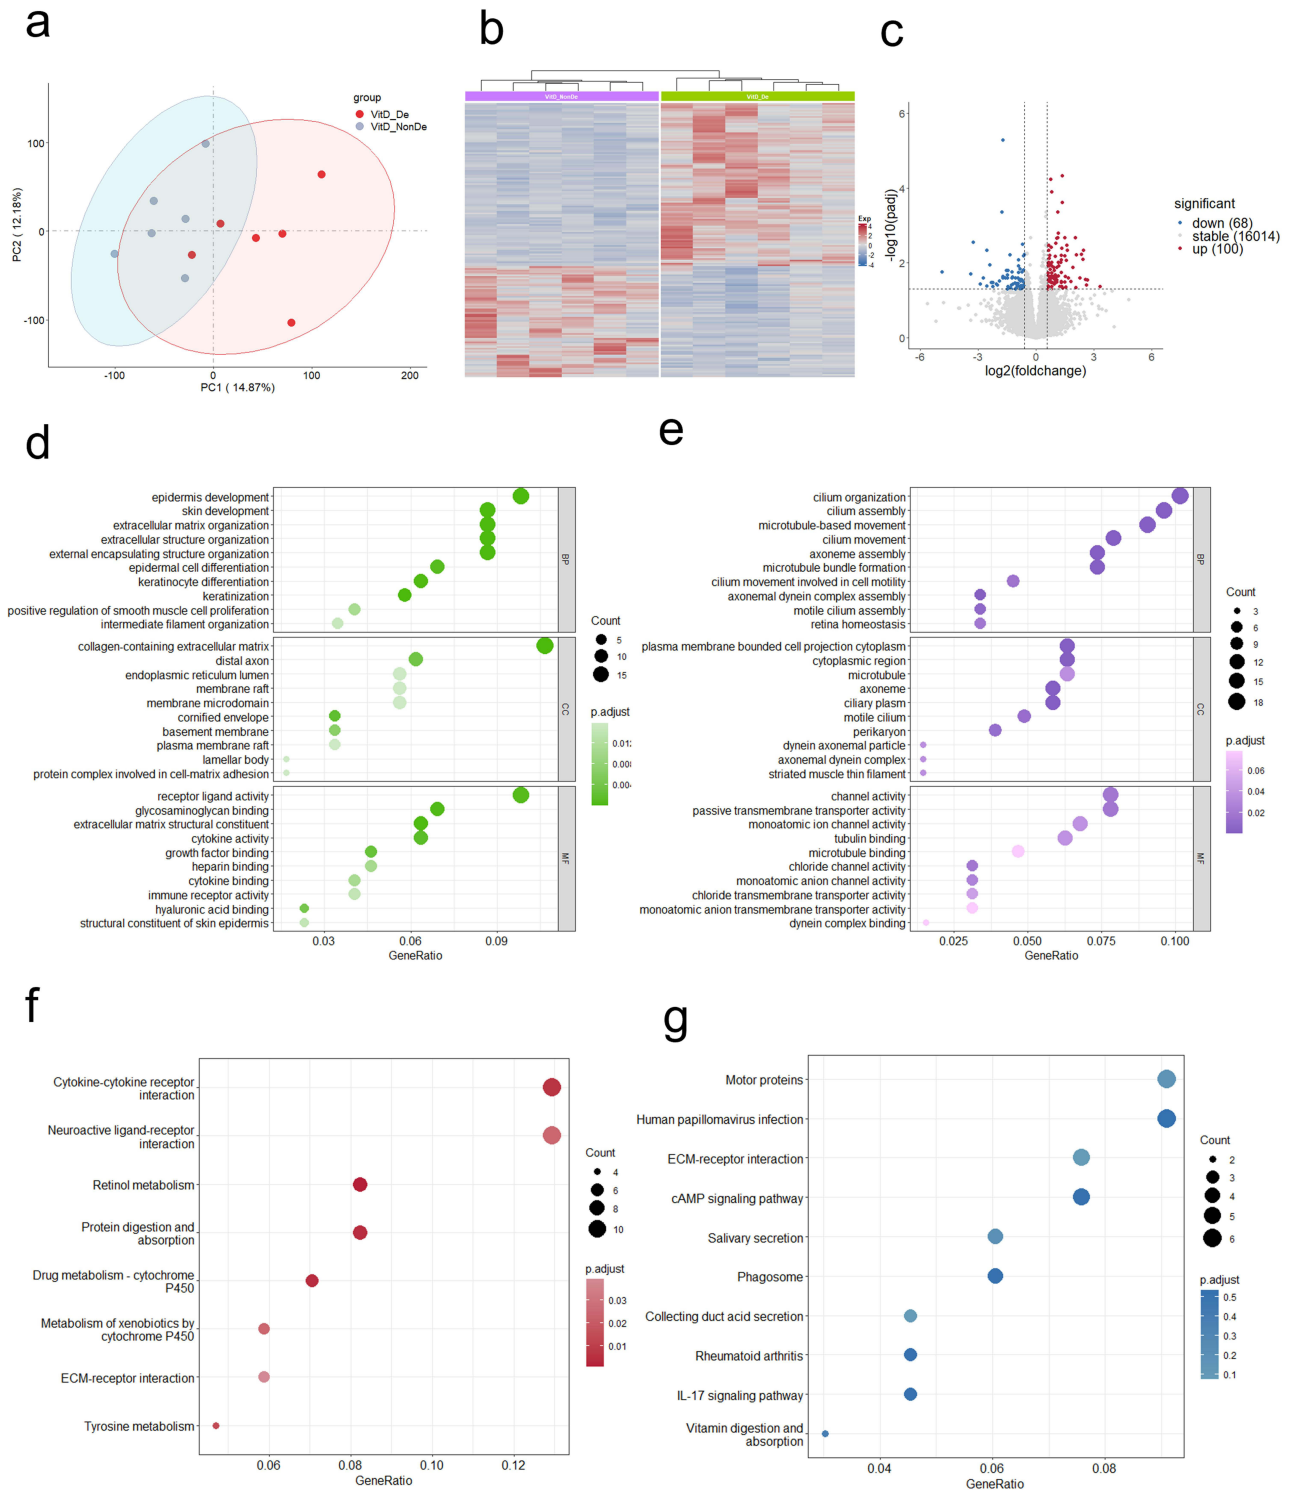 a
b
c
group
VitD_De
VitD_NonDe
PC2 ( 12.18%)
100
0
-100
-100
0
100
200
PC1 ( 14.87%)
VitD_NonDe
VitD_De
Exp
4
2
0
-2
-4
-log10(padj)
6
4
2
0
-6
-3
0
3
6
log2(foldchange)
significant
down (68)
stable (16014)
up (100)
d
epidermis development
skin development
extracellular matrix organization
extracellular structure organization
external encapsulating structure organization
epidermal cell differentiation
keratinocyte differentiation
keratinization
positive regulation of smooth muscle cell proliferation
intermediate filament organization
BP
collagen-containing extracellular matrix
distal axon
endoplasmic reticulum lumen
membrane raft
membrane microdomain
cornified envelope
basement membrane
plasma membrane raft
lamellar body
protein complex involved in cell-matrix adhesion
CC
receptor ligand activity
glycosaminoglycan binding
extracellular matrix structural constituent
cytokine activity
growth factor binding
heparin binding
cytokine binding
immune receptor activity
hyaluronic acid binding
structural constituent of skin epidermis
MF
0.03
0.06
0.09
GeneRatio
Count
5
10
15
p.adjust
0.01
0.00
0.00
e
cilium organization
cilium assembly
microtubule-based movement
cilium movement
axoneme assembly
microtubule bundle formation
cilium movement involved in cell motility
axonemal dynein complex assembly
motile cilium assembly
retina homeostasis
BP
plasma membrane bounded cell projection cytoplasm
cytoplasmic region
microtubule
axoneme
ciliary plasm
motile cilium
perikaryon
dynein axonemal particle
axonemal dynein complex
striated muscle thin filament
CC
channel activity
passive transmembrane transporter activity
monoatomic ion channel activity
tubulin binding
microtubule binding
chloride channel activity
monoatomic anion channel activity
chloride transmembrane transporter activity
monoatomic anion transmembrane transporter activity
dynein complex binding
MF
0.025
0.050
0.075
0.100
GeneRatio
Count
3
6
9
12
15
18
p.adjust
0.06
0.04
0.02
f
Cytokine-cytokine receptor
interaction
Neuroactive ligand-receptor
interaction
Retinol metabolism
Protein digestion and
absorption
Drug metabolism - cytochrome
P450
Metabolism of xenobiotics by
cytochrome P450
ECM-receptor interaction
Tyrosine metabolism
0.06
0.08
0.10
0.12
GeneRatio
Count
4
6
8
10
p.adjust
0.03
0.02
0.01
g
Motor proteins
Human papillomavirus infection
ECM-receptor interaction
cAMP signaling pathway
Salivary secretion
Phagosome
Collecting duct acid secretion
Rheumatoid arthritis
IL-17 signaling pathway
Vitamin digestion and
absorption
0.04
0.06
0.08
GeneRatio
Count
2
3
4
5
6
p.adjust
0.5
0.4
0.3
0.2
0.1